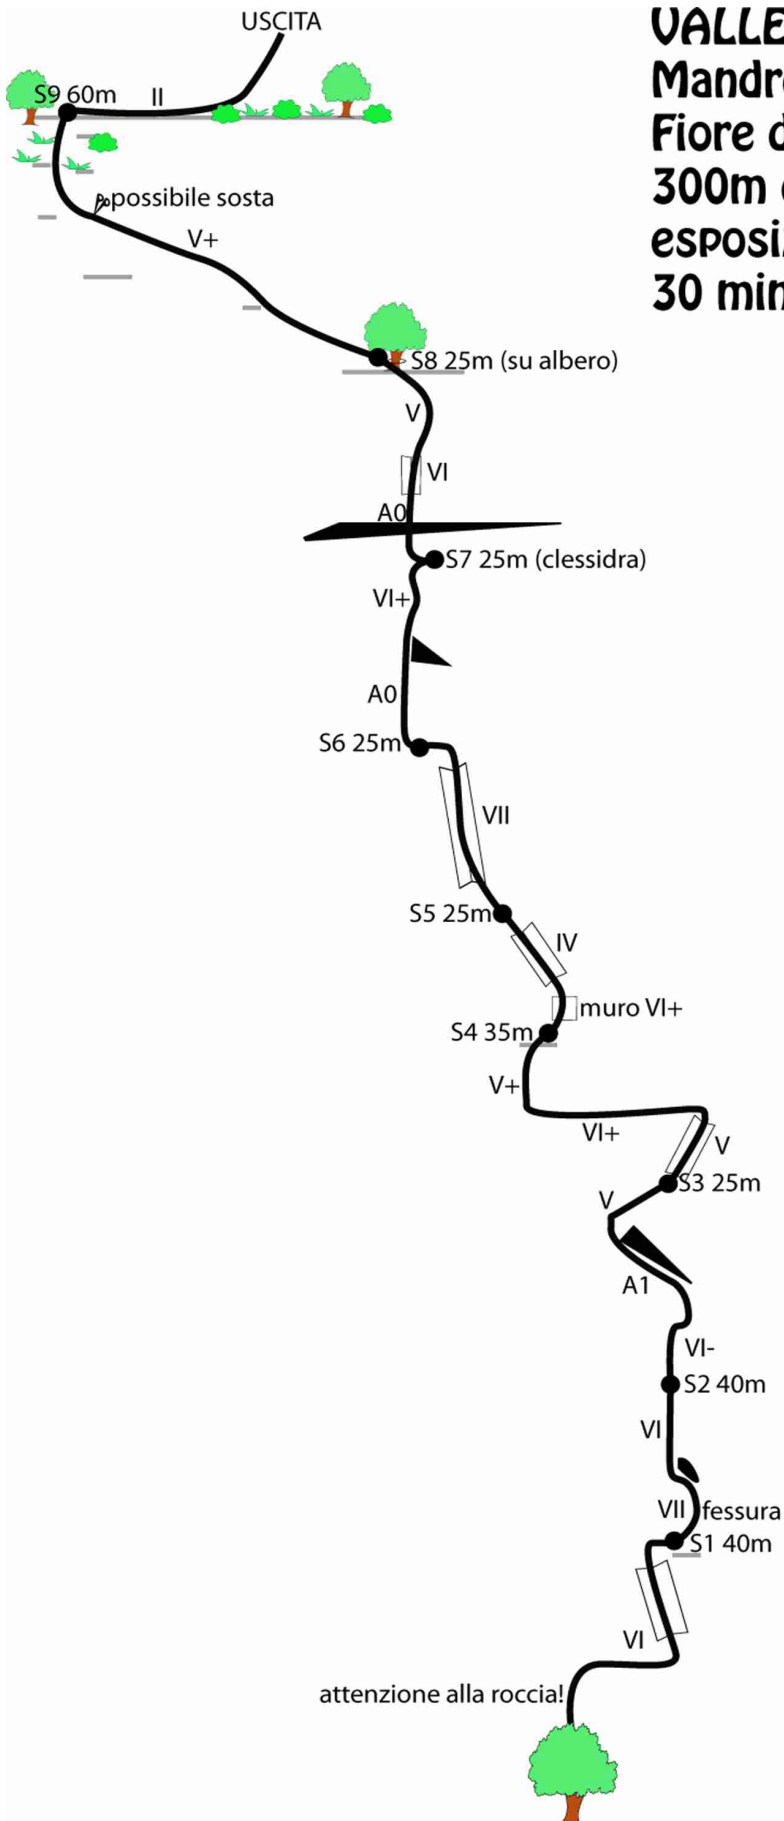 USCITA
VALLE
Mandr
Fiore d
300m
esposi
30 min
S9 60m
II
possibile sosta
V+
S8 25m (su albero)
V
VI
A0
S7 25m (clessidra)
VI+
A0
S6 25m
VII
S5 25m
IV
muro VI+
S4 35m
V+
VI+
V
S3 25m
V
A1
VI-
S2 40m
VI
VII fessura
S1 40m
VI
attenzione alla roccia!